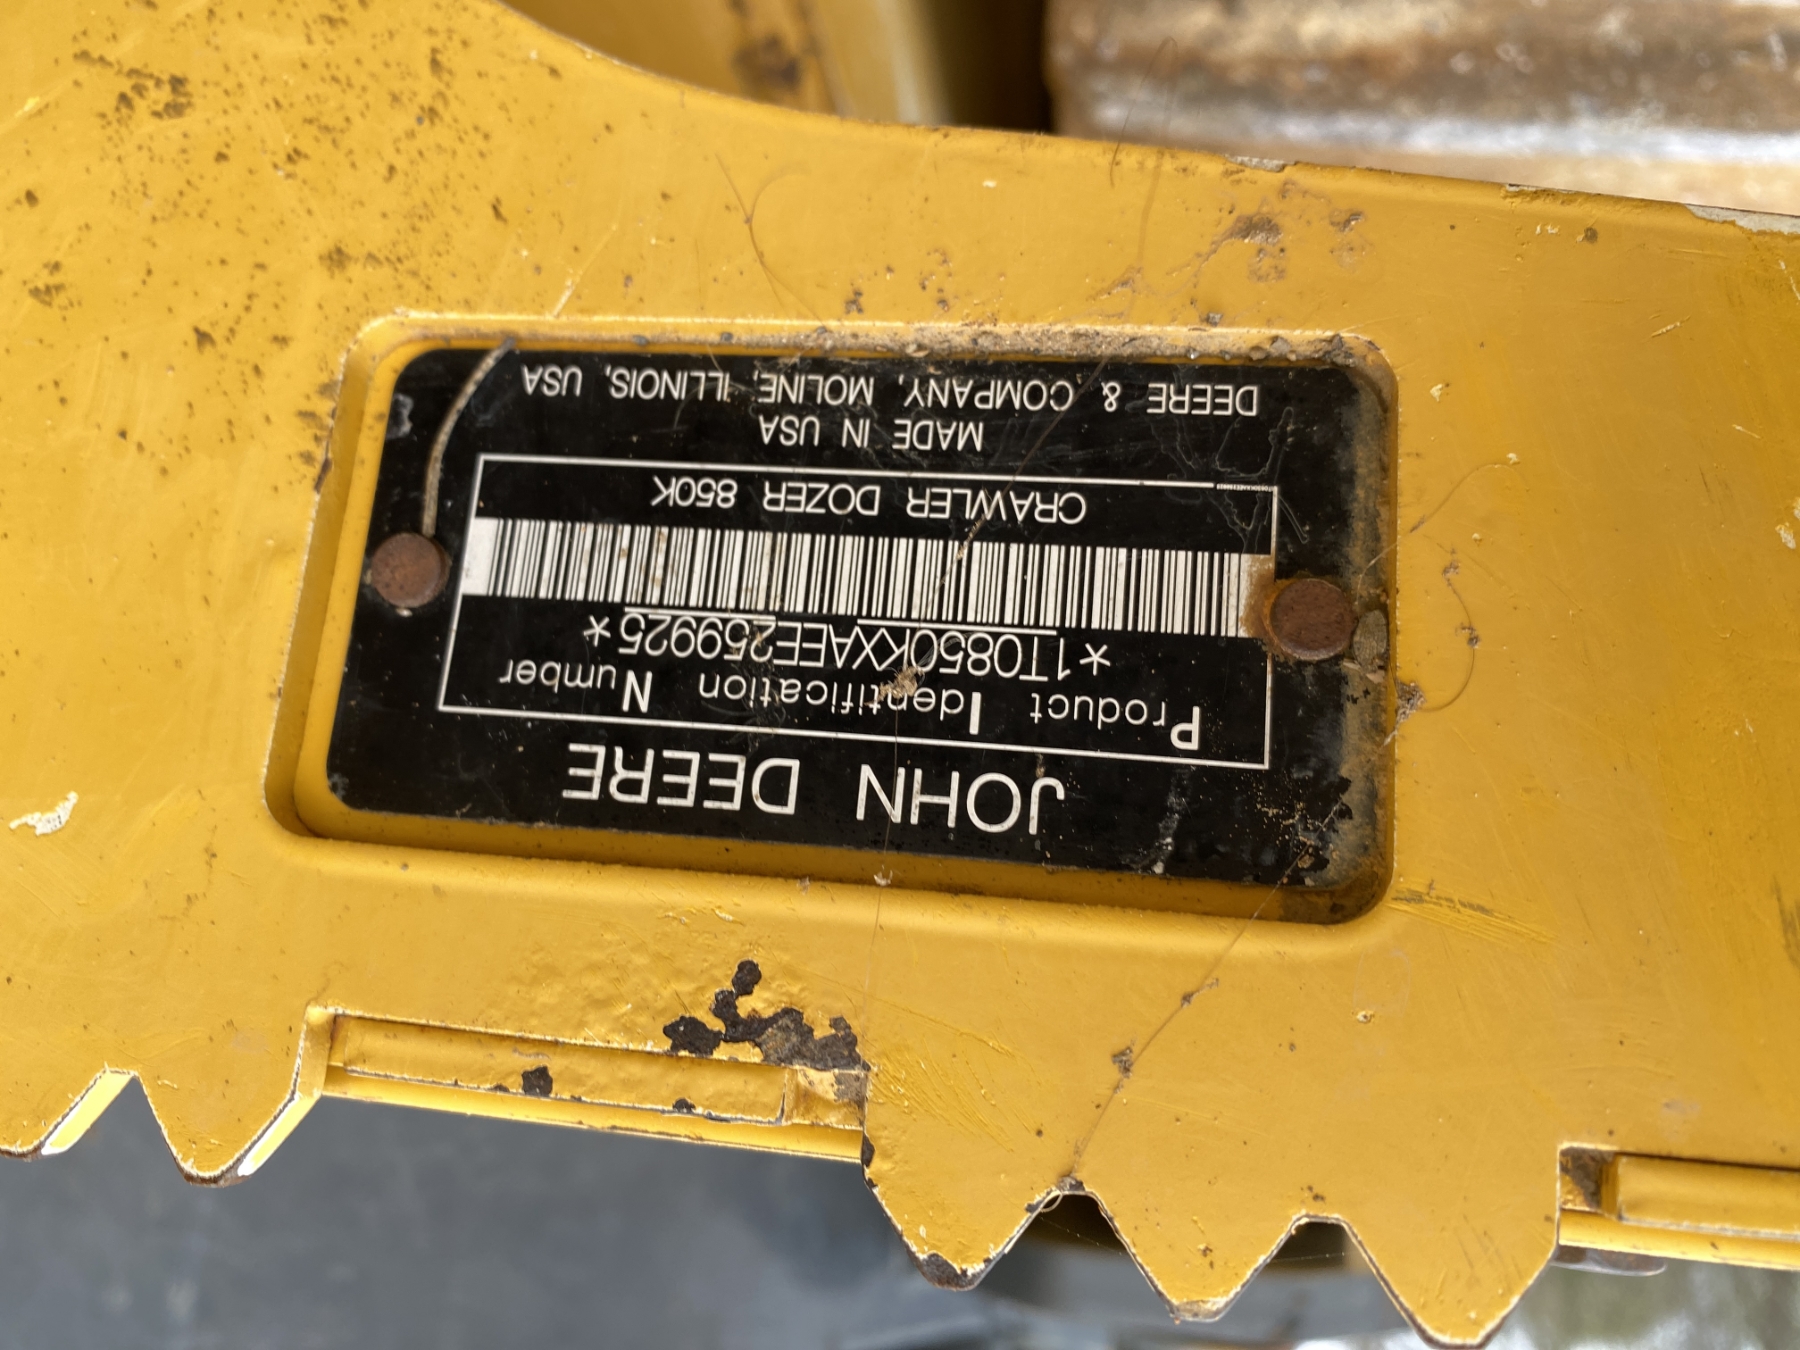 JOHN DEERE
Product Identification Number
*1T0850KXAEE259925*
CRAWLER DOZER 850K
MADE IN USA
DEERE & COMPANY, MOLINE, ILLINOIS, USA